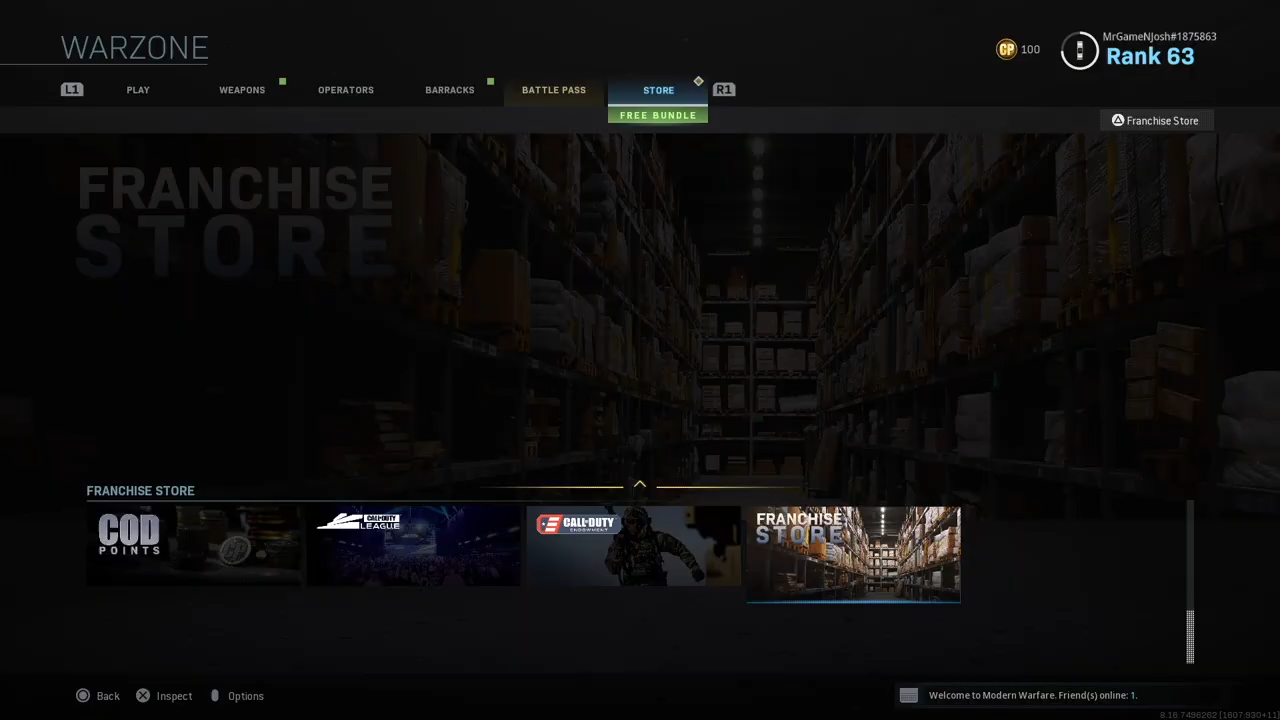 WARZONE
CP 100
MrGameNJosh#1875863
Rank 63
L1 PLAY WEAPONS OPERATORS BARRACKS BATTLE PASS STORE R1
FREE BUNDLE
Franchise Store
FRANCHISE
STORE
FRANCHISE STORE
COD
POINTS
CALL OF DUTY
LEAGUE
CALL OF DUTY
ENDOWMENT
FRANCHISE
STORE
Back Inspect Options
Welcome to Modern Warfare. Friend(s) online: 1.